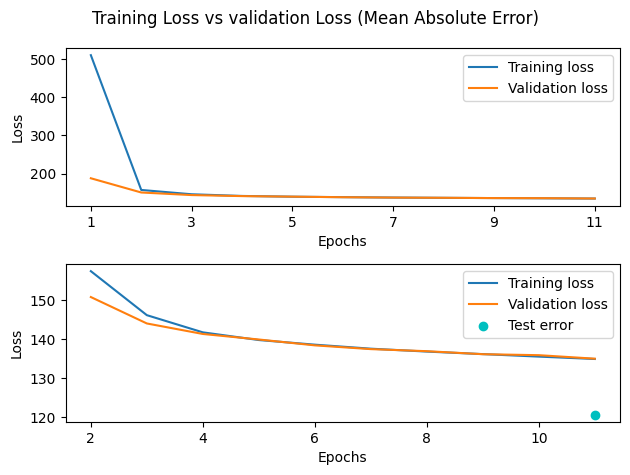 Training Loss vs validation Loss (Mean Absolute Error)
500
400
300
200
Loss
Training loss
Validation loss
1
3
5
7
9
11
Epochs
150
140
130
120
Loss
Training loss
Validation loss
Test error
2
4
6
8
10
Epochs